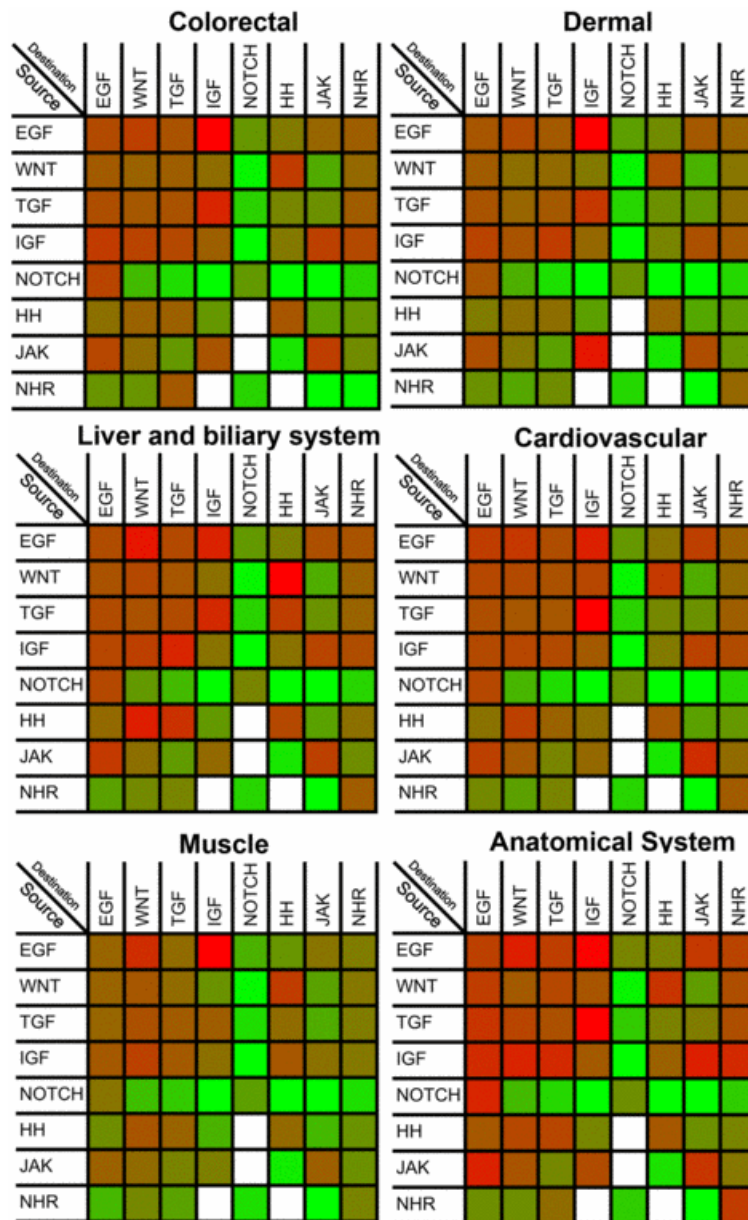 Colorectal
Destination
Source
EGF WNT TGF IGF NOTCH HH JAK NHR
EGF
WNT
TGF
IGF
NOTCH
HH
JAK
NHR
Dermal
Destination
Source
EGF WNT TGF IGF NOTCH HH JAK NHR
EGF
WNT
TGF
IGF
NOTCH
HH
JAK
NHR
Liver and biliary system
Destination
Source
EGF WNT TGF IGF NOTCH HH JAK NHR
EGF
WNT
TGF
IGF
NOTCH
HH
JAK
NHR
Cardiovascular
Destination
Source
EGF WNT TGF IGF NOTCH HH JAK NHR
EGF
WNT
TGF
IGF
NOTCH
HH
JAK
NHR
Muscle
Destination
Source
EGF WNT TGF IGF NOTCH HH JAK NHR
EGF
WNT
TGF
IGF
NOTCH
HH
JAK
NHR
Anatomical System
Destination
Source
EGF WNT TGF IGF NOTCH HH JAK NHR
EGF
WNT
TGF
IGF
NOTCH
HH
JAK
NHR